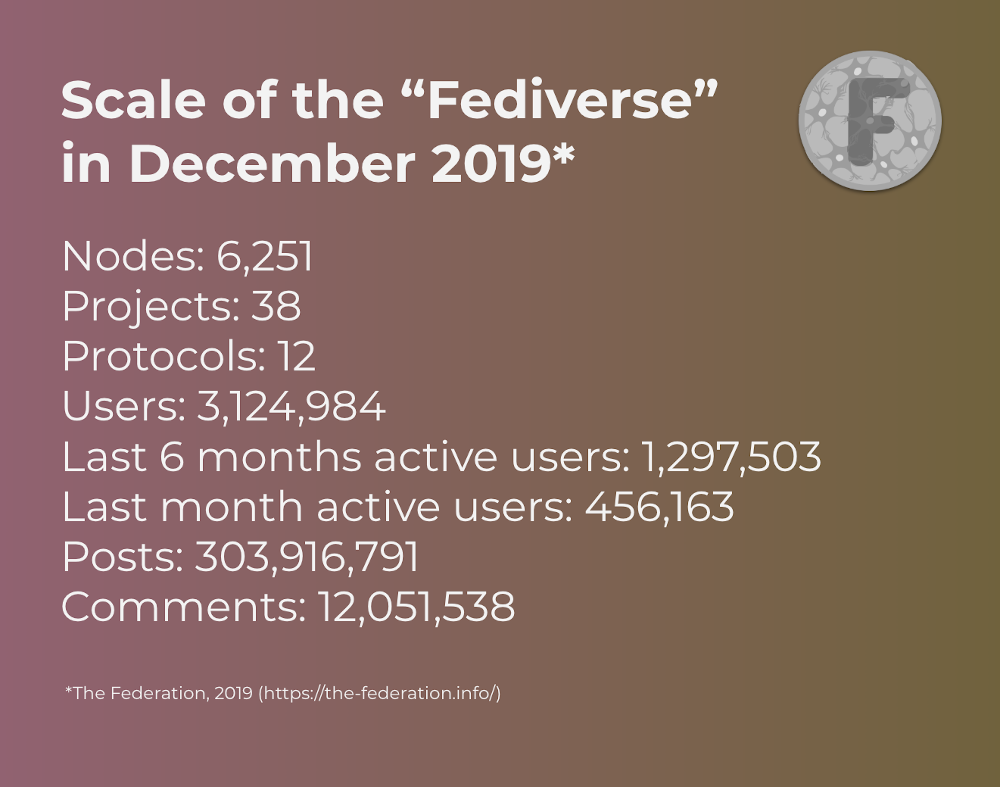 Scale of the “Fediverse”
in December 2019*
F
Nodes: 6,251
Projects: 38
Protocols: 12
Users: 3,124,984
Last 6 months active users: 1,297,503
Last month active users: 456,163
Posts: 303,916,791
Comments: 12,051,538
*The Federation, 2019 (https://the-federation.info/)